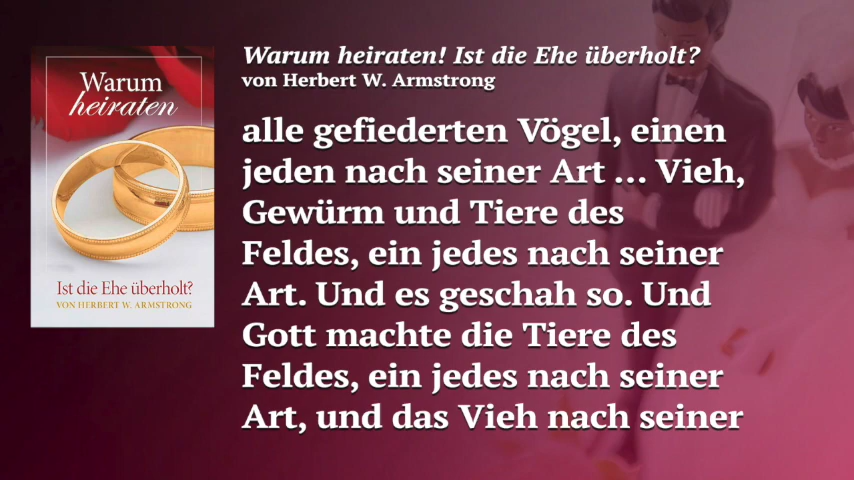 Warum
heiraten
Ist die Ehe überholt?
VON HERBERT W. ARMSTRONG
Warum heiraten! Ist die Ehe überholt?
von Herbert W. Armstrong
alle gefiederten Vögel, einen
jeden nach seiner Art … Vieh,
Gewürm und Tiere des
Feldes, ein jedes nach seiner
Art. Und es geschah so. Und
Gott machte die Tiere des
Feldes, ein jedes nach seiner
Art, und das Vieh nach seiner